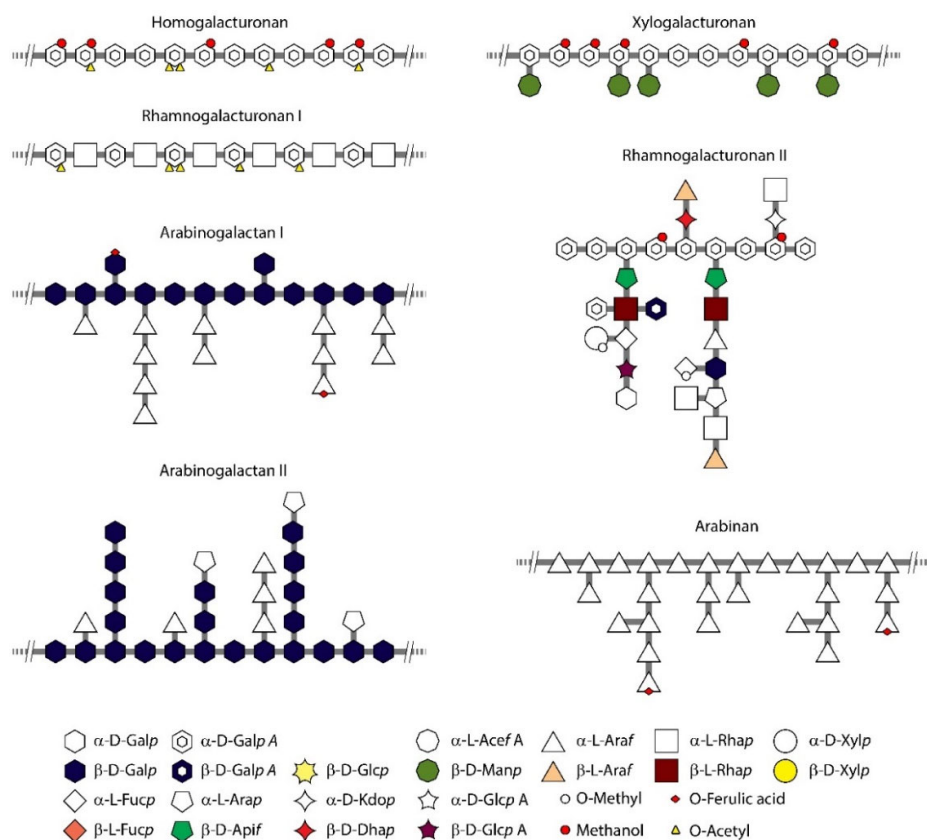 Homogalacturonan
Xylogalacturonan
Rhamnogalacturonan I
Rhamnogalacturonan II
Arabinogalactan I
Arabinogalactan II
Arabinan
α-D-Galp
α-D-Galp A
α-L-Acef A
α-L-Araf
α-L-Rhap
α-D-Xylp
β-D-Galp
β-D-Galp A
β-D-Glcp
β-D-Manp
β-L-Araf
β-L-Rhap
β-D-Xylp
α-L-Fucp
α-L-Arap
α-D-Kdop
α-D-Glcp A
O-Methyl
O-Ferulic acid
β-L-Fucp
β-D-Apif
β-D-Dhap
β-D-Glcp A
Methanol
O-Acetyl